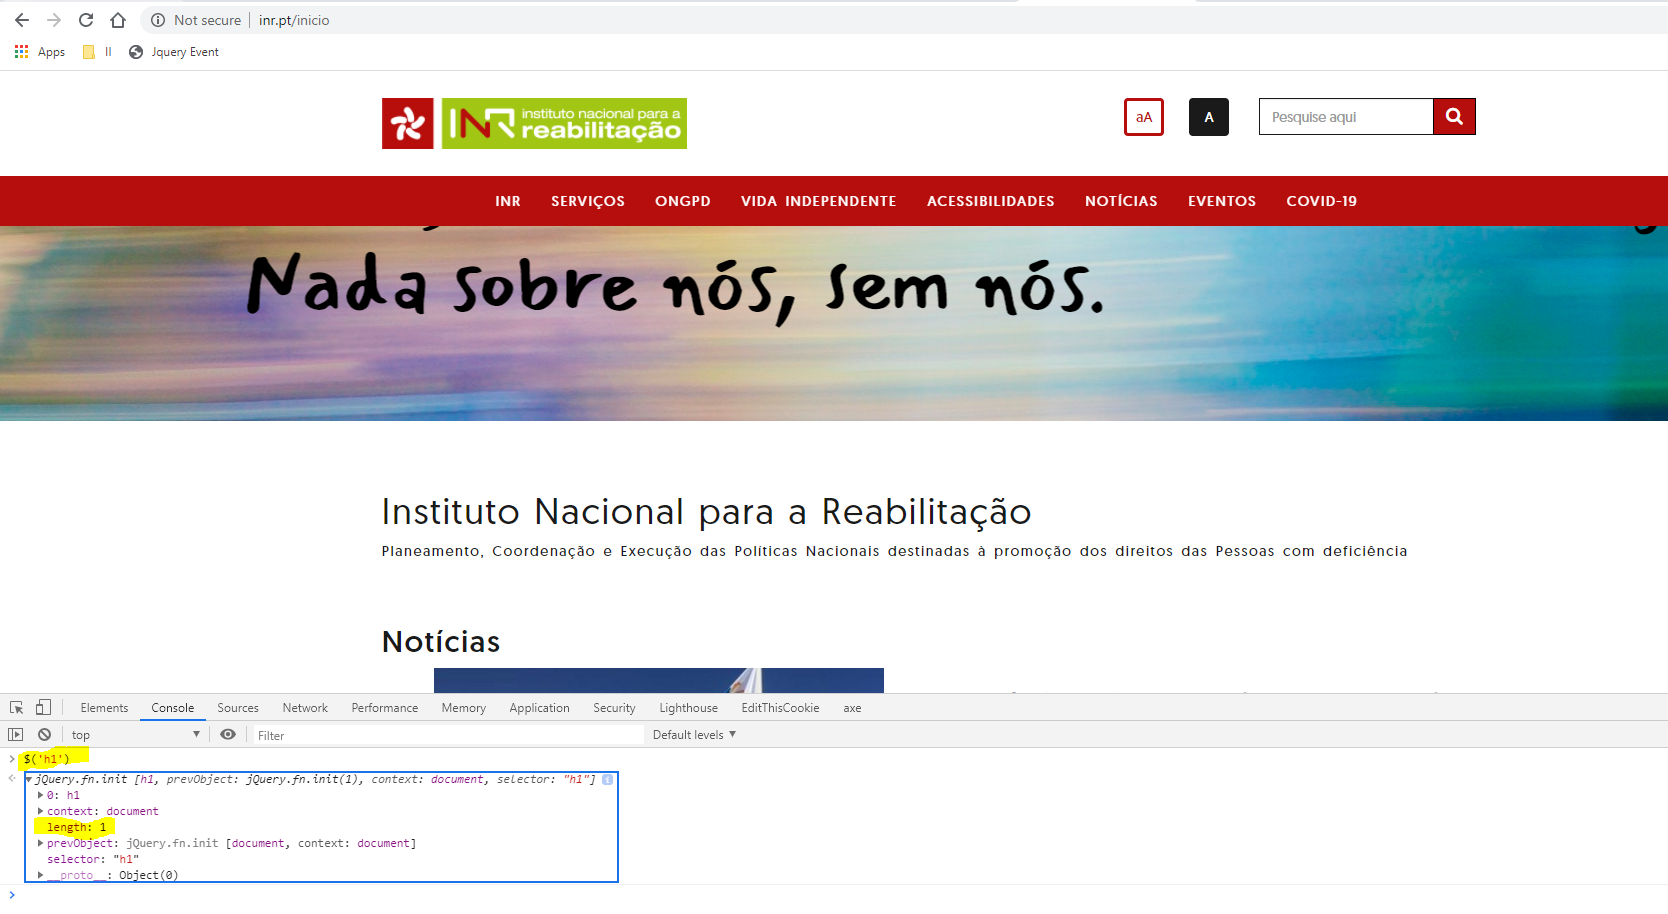 Not secure | inr.pt/inicio
Apps II Jquery Event
INR instituto nacional para a
reabilitação
aA A Pesquise aqui
INR SERVIÇOS ONGPD VIDA INDEPENDENTE ACESSIBILIDADES NOTÍCIAS EVENTOS COVID-19
Nada sobre nós, sem nós.
Instituto Nacional para a Reabilitação
Planeamento, Coordenação e Execução das Políticas Nacionais destinadas à promoção dos direitos das Pessoas com deficiência
Notícias
Elements Console Sources Network Performance Memory Application Security Lighthouse EditThisCookie axe
top Filter Default levels
$('h1')
jQuery.fn.init [h1, prevObject: jQuery.fn.init(1), context: document, selector: "h1"]
0: h1
context: document
length: 1
prevObject: jQuery.fn.init [document, context: document]
selector: "h1"
__proto__: Object(0)